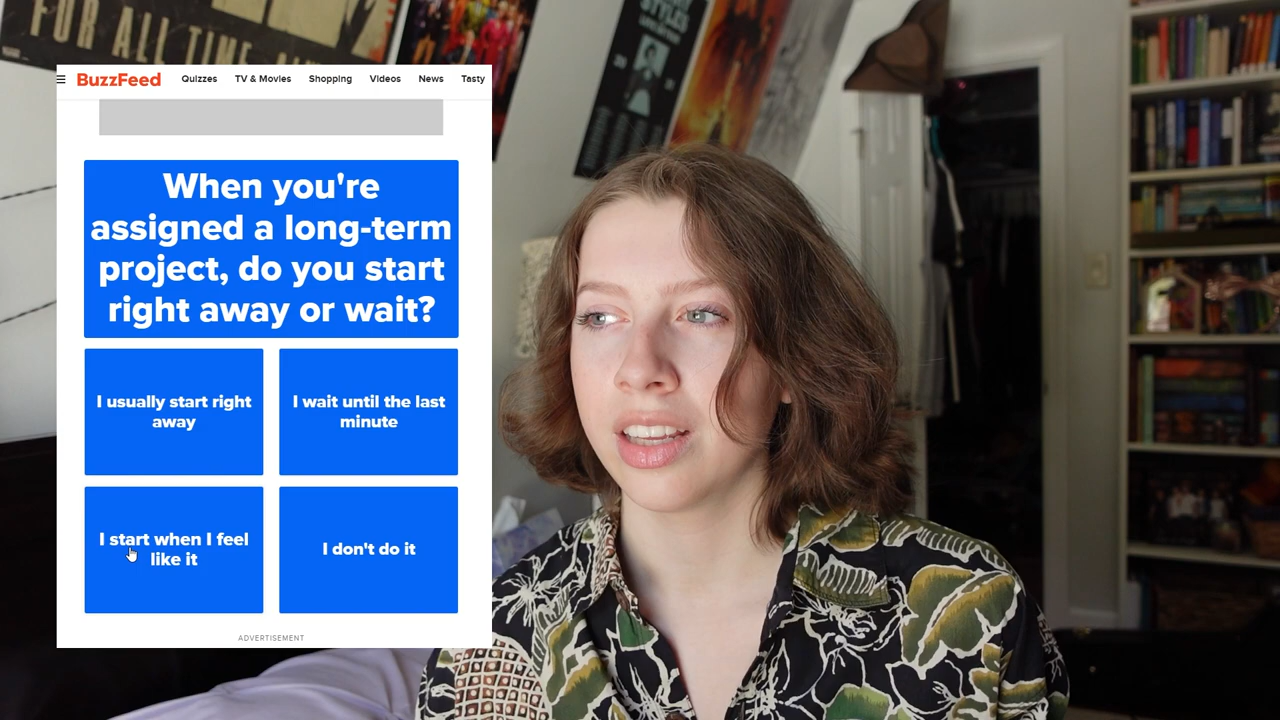 FOR ALL TIME.
STYLES
BuzzFeed Quizzes TV & Movies Shopping Videos News Tasty
When you're
assigned a long-term
project, do you start
right away or wait?
I usually start right
away
I wait until the last
minute
I start when I feel
like it
I don't do it
ADVERTISEMENT